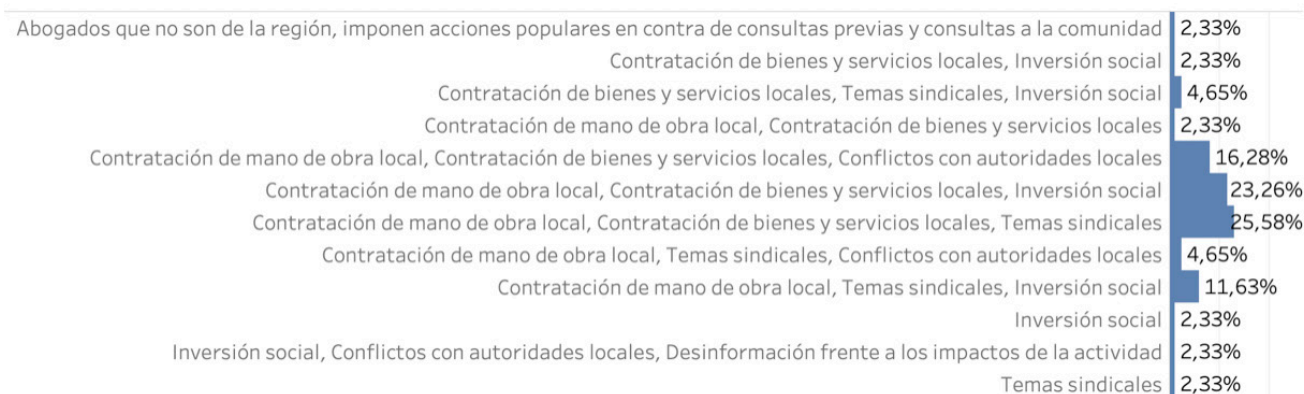 Abogados que no son de la región, imponen acciones populares en contra de consultas previas y consultas a la comunidad 2,33%
Contratación de bienes y servicios locales, Inversión social 2,33%
Contratación de bienes y servicios locales, Temas sindicales, Inversión social 4,65%
Contratación de mano de obra local, Contratación de bienes y servicios locales 2,33%
Contratación de mano de obra local, Contratación de bienes y servicios locales, Conflictos con autoridades locales 16,28%
Contratación de mano de obra local, Contratación de bienes y servicios locales, Inversión social 23,26%
Contratación de mano de obra local, Contratación de bienes y servicios locales, Temas sindicales 25,58%
Contratación de mano de obra local, Temas sindicales, Conflictos con autoridades locales 4,65%
Contratación de mano de obra local, Temas sindicales, Inversión social 11,63%
Inversión social 2,33%
Inversión social, Conflictos con autoridades locales, Desinformación frente a los impactos de la actividad 2,33%
Temas sindicales 2,33%